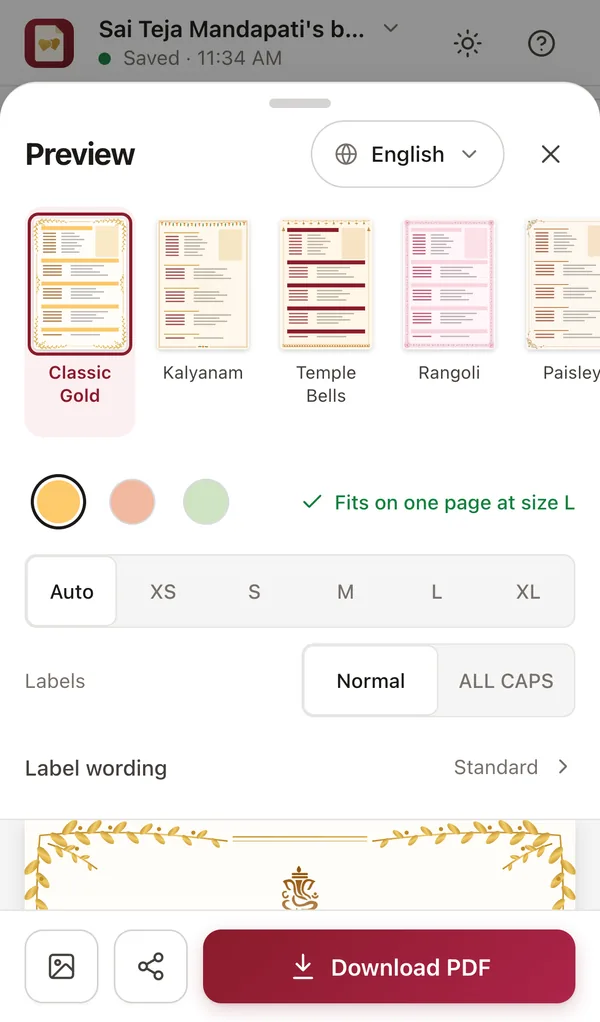 Sai Teja Mandapati's b...
Saved · 11:34 AM
Preview
English
Classic
Gold
Kalyanam
Temple
Bells
Rangoli
Paisley
Fits on one page at size L
Auto XS S M L XL
Labels
Normal ALL CAPS
Label wording
Standard
Download PDF